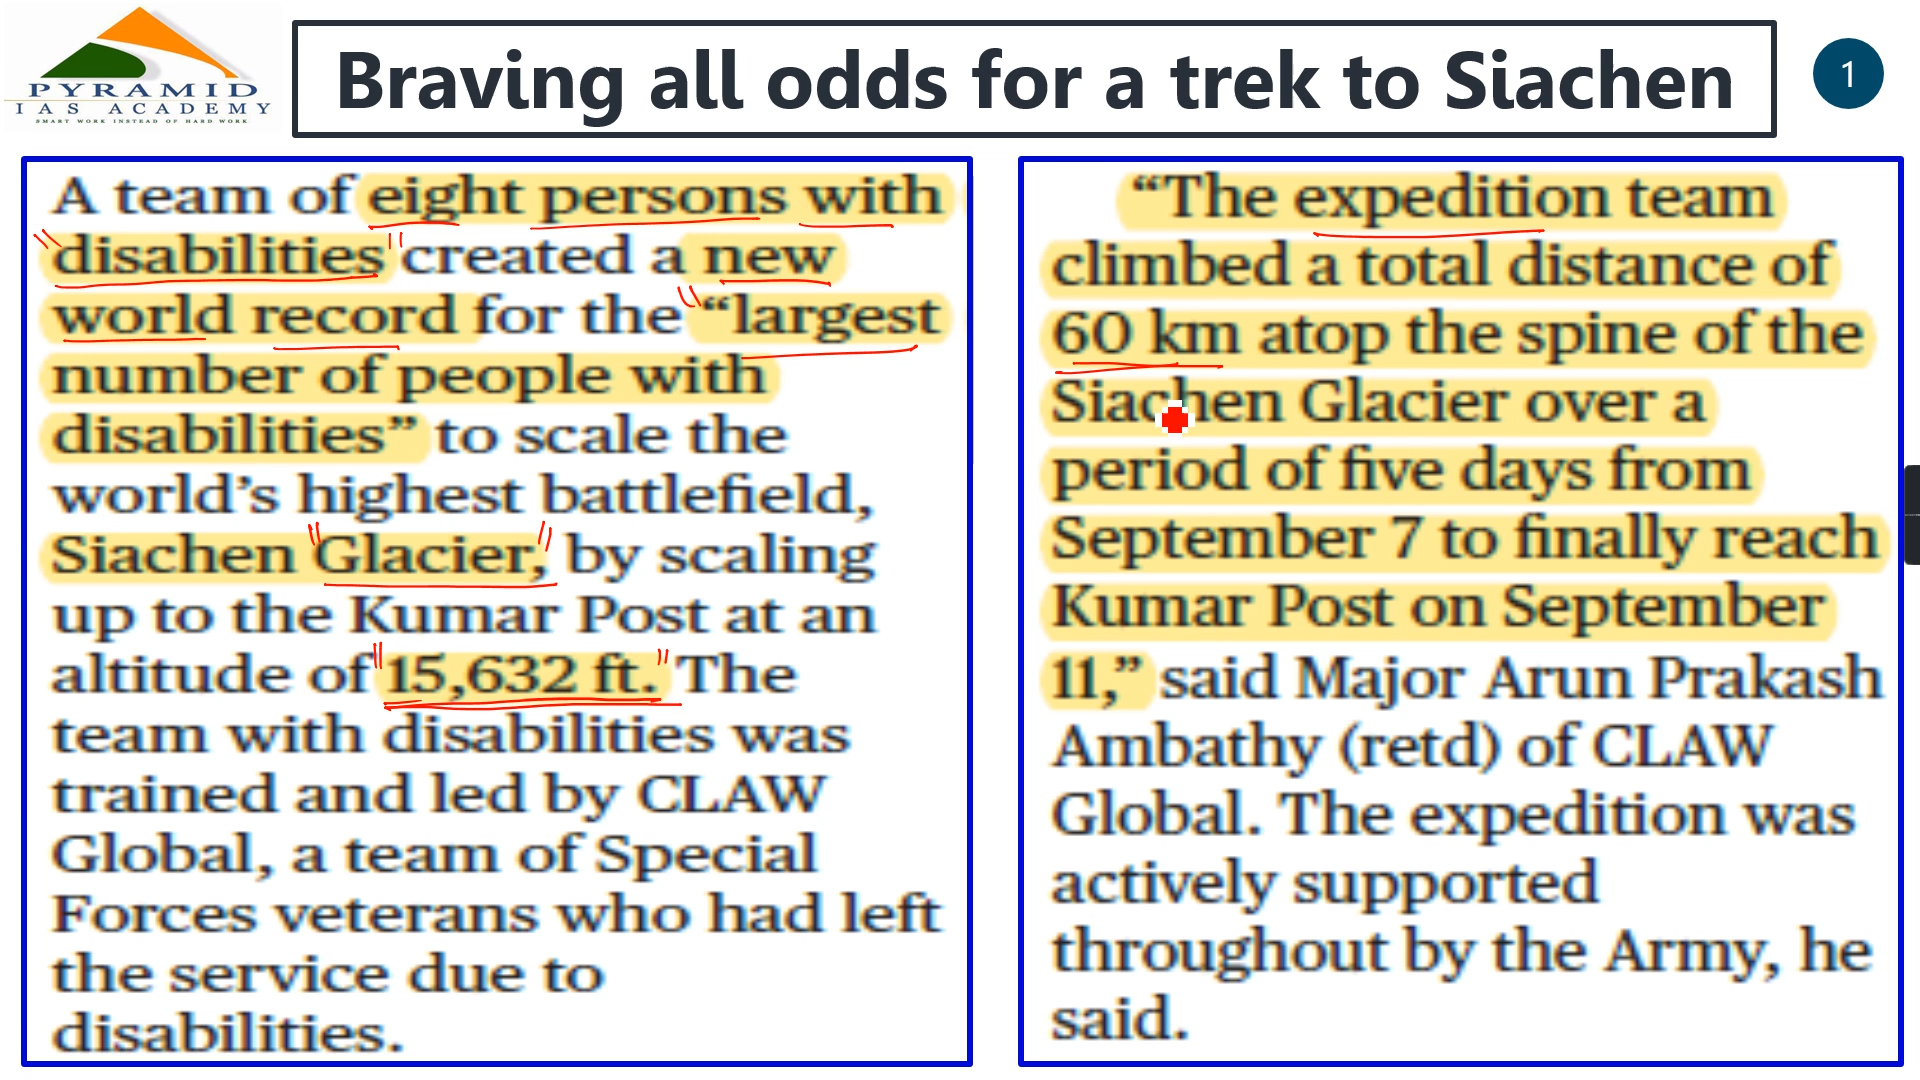 PYRAMID
IAS ACADEMY
SMART WORK INSTEAD OF HARD WORK
Braving all odds for a trek to Siachen
1
A team of eight persons with
disabilities created a new
world record for the “largest
number of people with
disabilities” to scale the
world’s highest battlefield,
Siachen Glacier, by scaling
up to the Kumar Post at an
altitude of 15,632 ft. The
team with disabilities was
trained and led by CLAW
Global, a team of Special
Forces veterans who had left
the service due to
disabilities.
“The expedition team
climbed a total distance of
60 km atop the spine of the
Siachen Glacier over a
period of five days from
September 7 to finally reach
Kumar Post on September
11,” said Major Arun Prakash
Ambathy (retd) of CLAW
Global. The expedition was
actively supported
throughout by the Army, he
said.